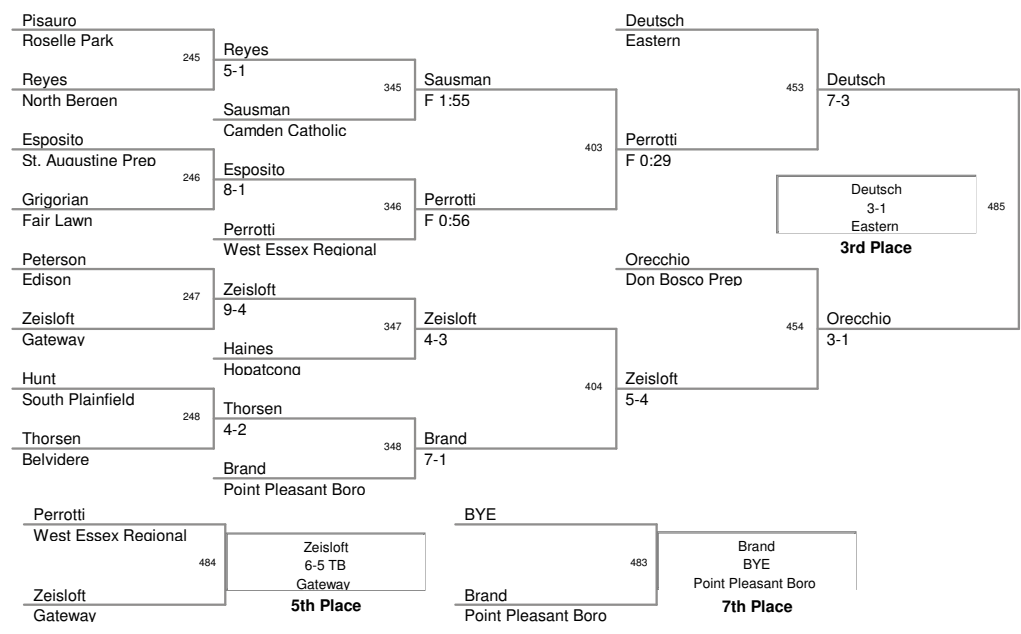 Pisauro
Roselle Park
245
Reyes
North Bergen
Reyes
5-1
345
Sausman
Camden Catholic
Sausman
F 1:55
Esposito
St. Augustine Prep
246
Grigorian
Fair Lawn
Esposito
8-1
346
Perrotti
West Essex Regional
Perrotti
F 0:56
403
Deutsch
Eastern
453
Perrotti
F 0:29
Deutsch
7-3
Peterson
Edison
247
Zeisloft
Gateway
Zeisloft
9-4
347
Haines
Hopatcong
Zeisloft
4-3
Hunt
South Plainfield
248
Thorsen
Belvidere
Thorsen
4-2
348
Brand
Point Pleasant Boro
Brand
7-1
404
Orecchio
Don Bosco Prep
454
Zeisloft
5-4
Orecchio
3-1
485
Deutsch
3-1
Eastern
3rd Place
Perrotti
West Essex Regional
484
Zeisloft
Gateway
Zeisloft
6-5 TB
Gateway
5th Place
BYE
483
Brand
Point Pleasant Boro
Brand
BYE
Point Pleasant Boro
7th Place